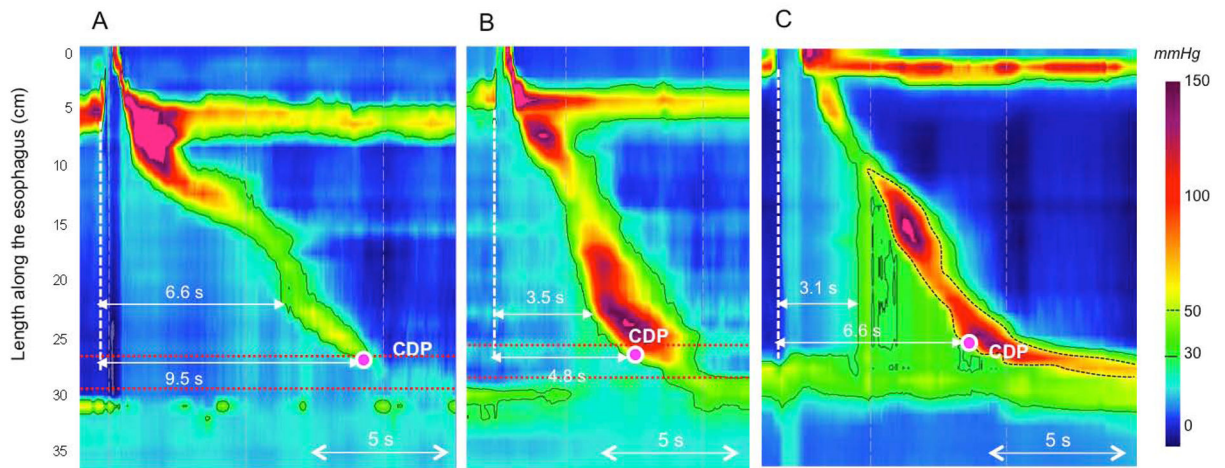 A
B
C
mmHg
Length along the esophagus (cm)
0
5
10
15
20
25
30
35
6.6 s
CDP
9.5 s
5 s
3.5 s
CDP
4.8 s
5 s
3.1 s
6.6 s
CDP
5 s
150
100
50
30
0